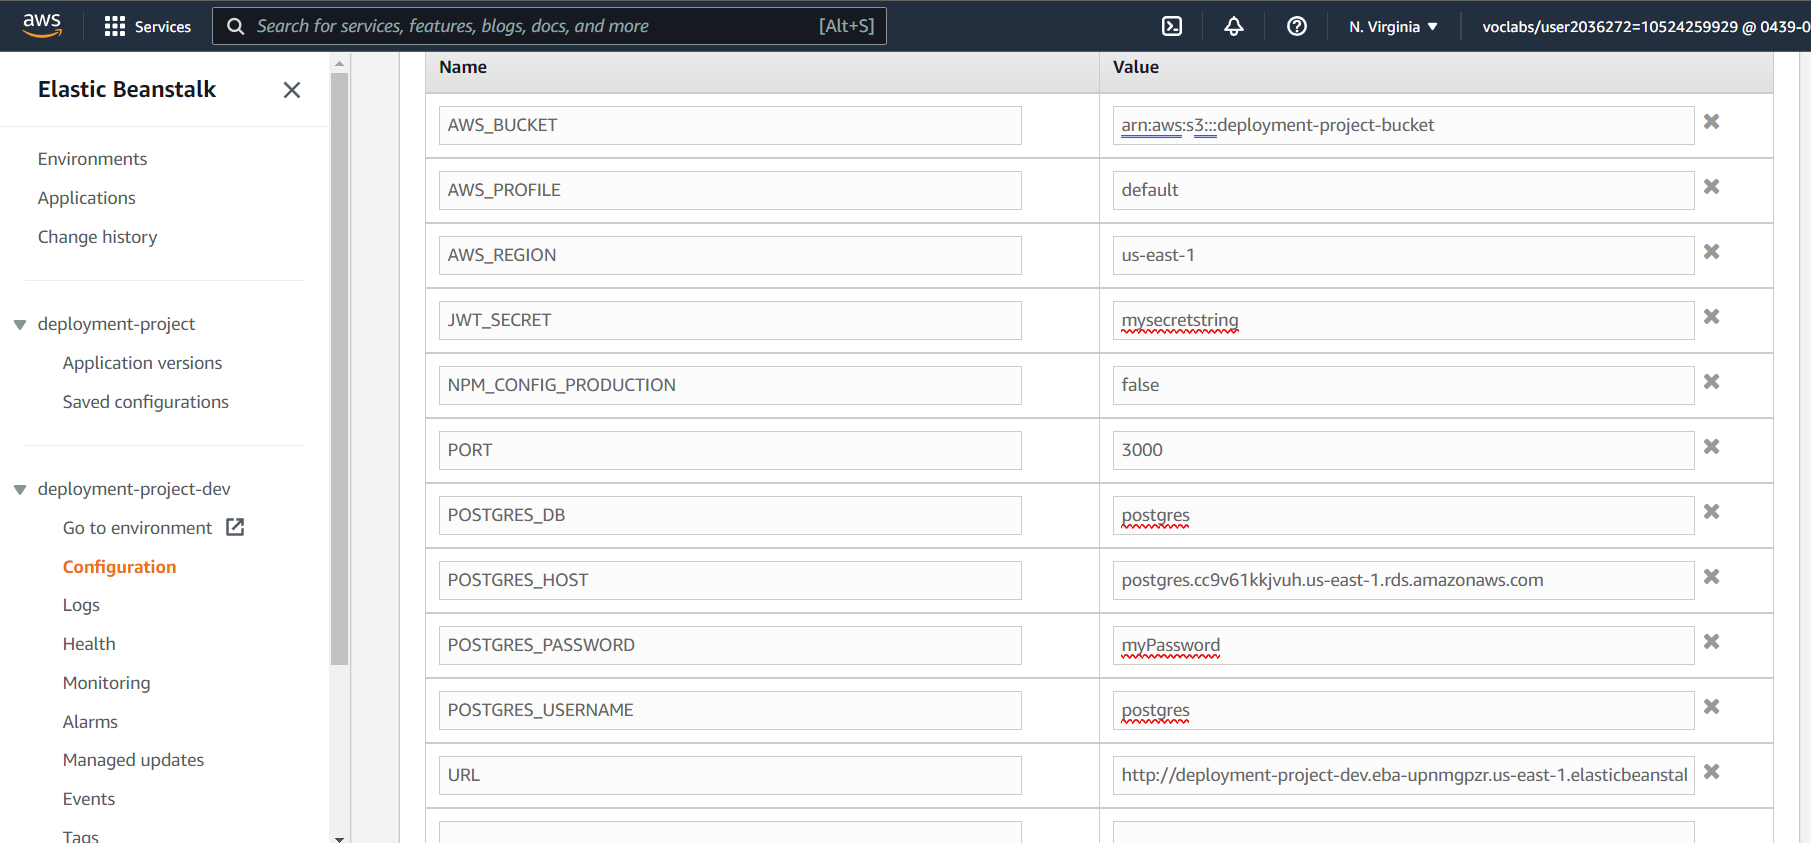 aws
Services
Search for services, features, blogs, docs, and more
[Alt+S]
N. Virginia
voclabs/user2036272=10524259929 @ 0439-0
Elastic Beanstalk
Environments
Applications
Change history
deployment-project
Application versions
Saved configurations
deployment-project-dev
Go to environment
Configuration
Logs
Health
Monitoring
Alarms
Managed updates
Events
Tags
Name Value
AWS_BUCKET arn:aws:s3:::deployment-project-bucket
AWS_PROFILE default
AWS_REGION us-east-1
JWT_SECRET mysecretstring
NPM_CONFIG_PRODUCTION false
PORT 3000
POSTGRES_DB postgres
POSTGRES_HOST postgres.cc9v61kkjvuh.us-east-1.rds.amazonaws.com
POSTGRES_PASSWORD myPassword
POSTGRES_USERNAME postgres
URL http://deployment-project-dev.eba-upnmgpzr.us-east-1.elasticbeanstal